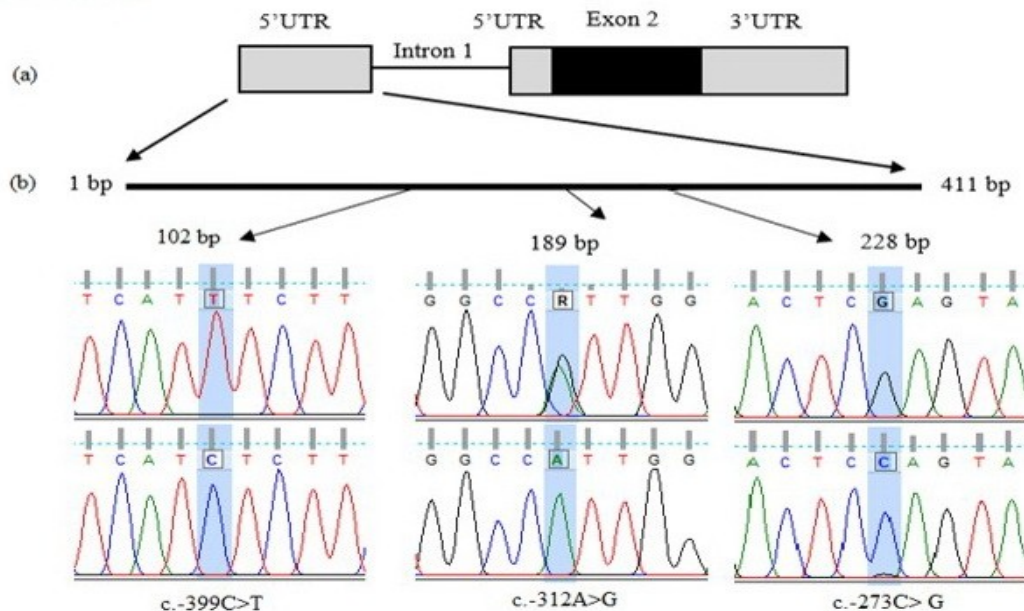 5'UTR 5'UTR Exon 2 3'UTR
Intron 1
(a)
(b) 1 bp 411 bp
102 bp 189 bp 228 bp
T C A T T T C T T G G C C R T T G G A C T C G A G T A
T C A T C T C T T G G C C A T T G G A C T C C A G T A
c.-399C>T c.-312A>G c.-273C> G